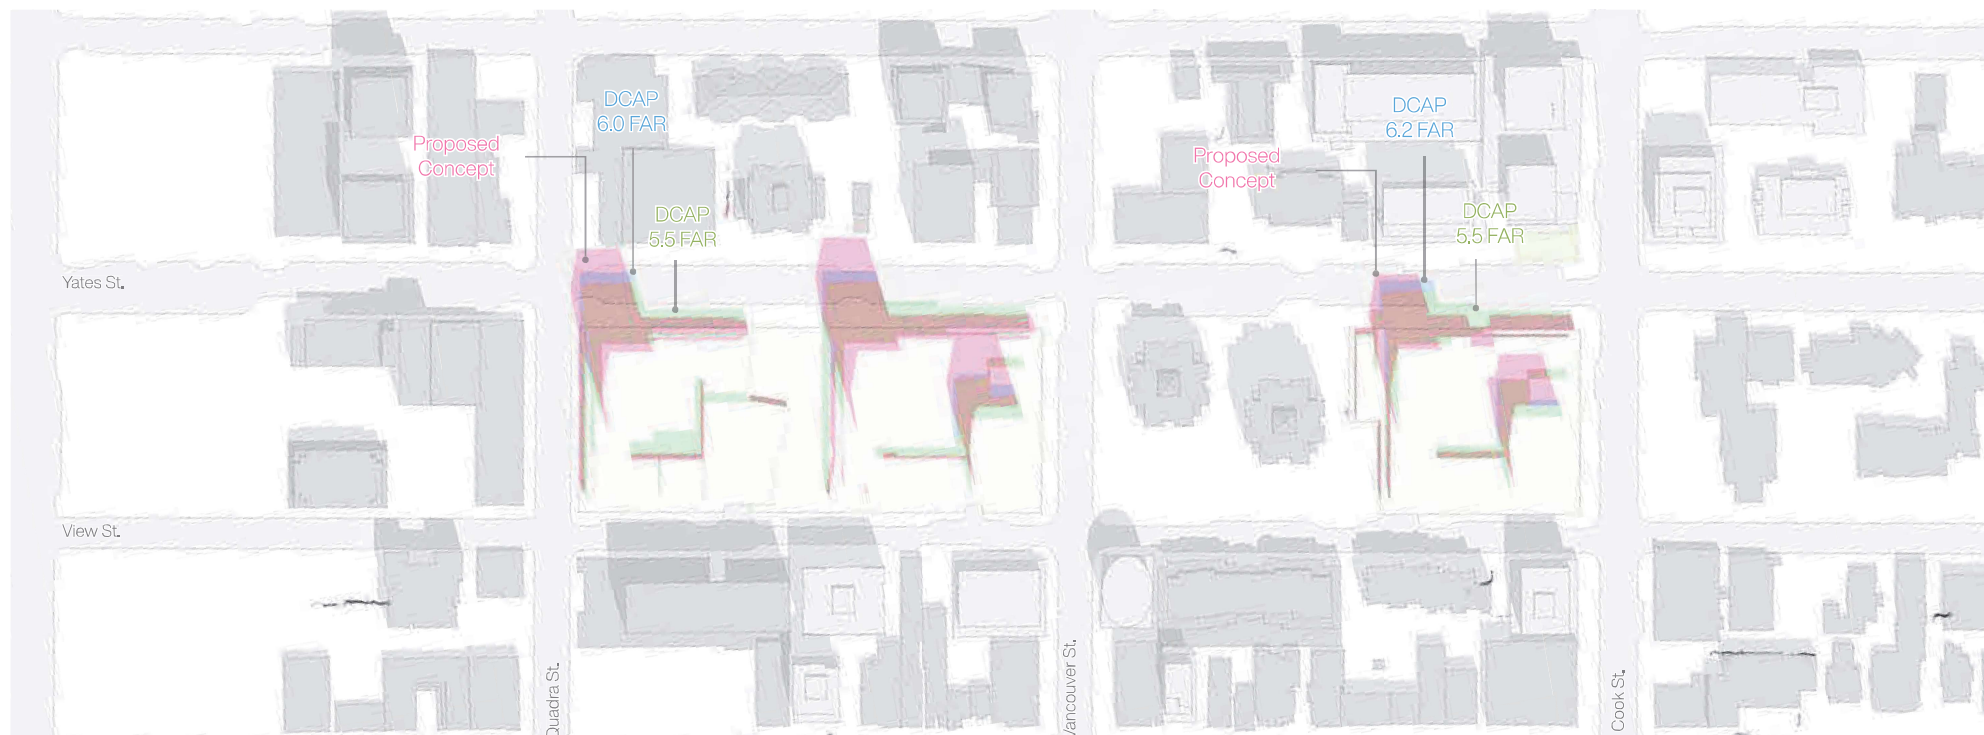 DCAP
6.0 FAR
Proposed
Concept
DCAP
5.5 FAR
DCAP
6.2 FAR
Proposed
Concept
DCAP
5.5 FAR
Yates St.
View St.
Quadra St.
Vancouver St.
Cook St.